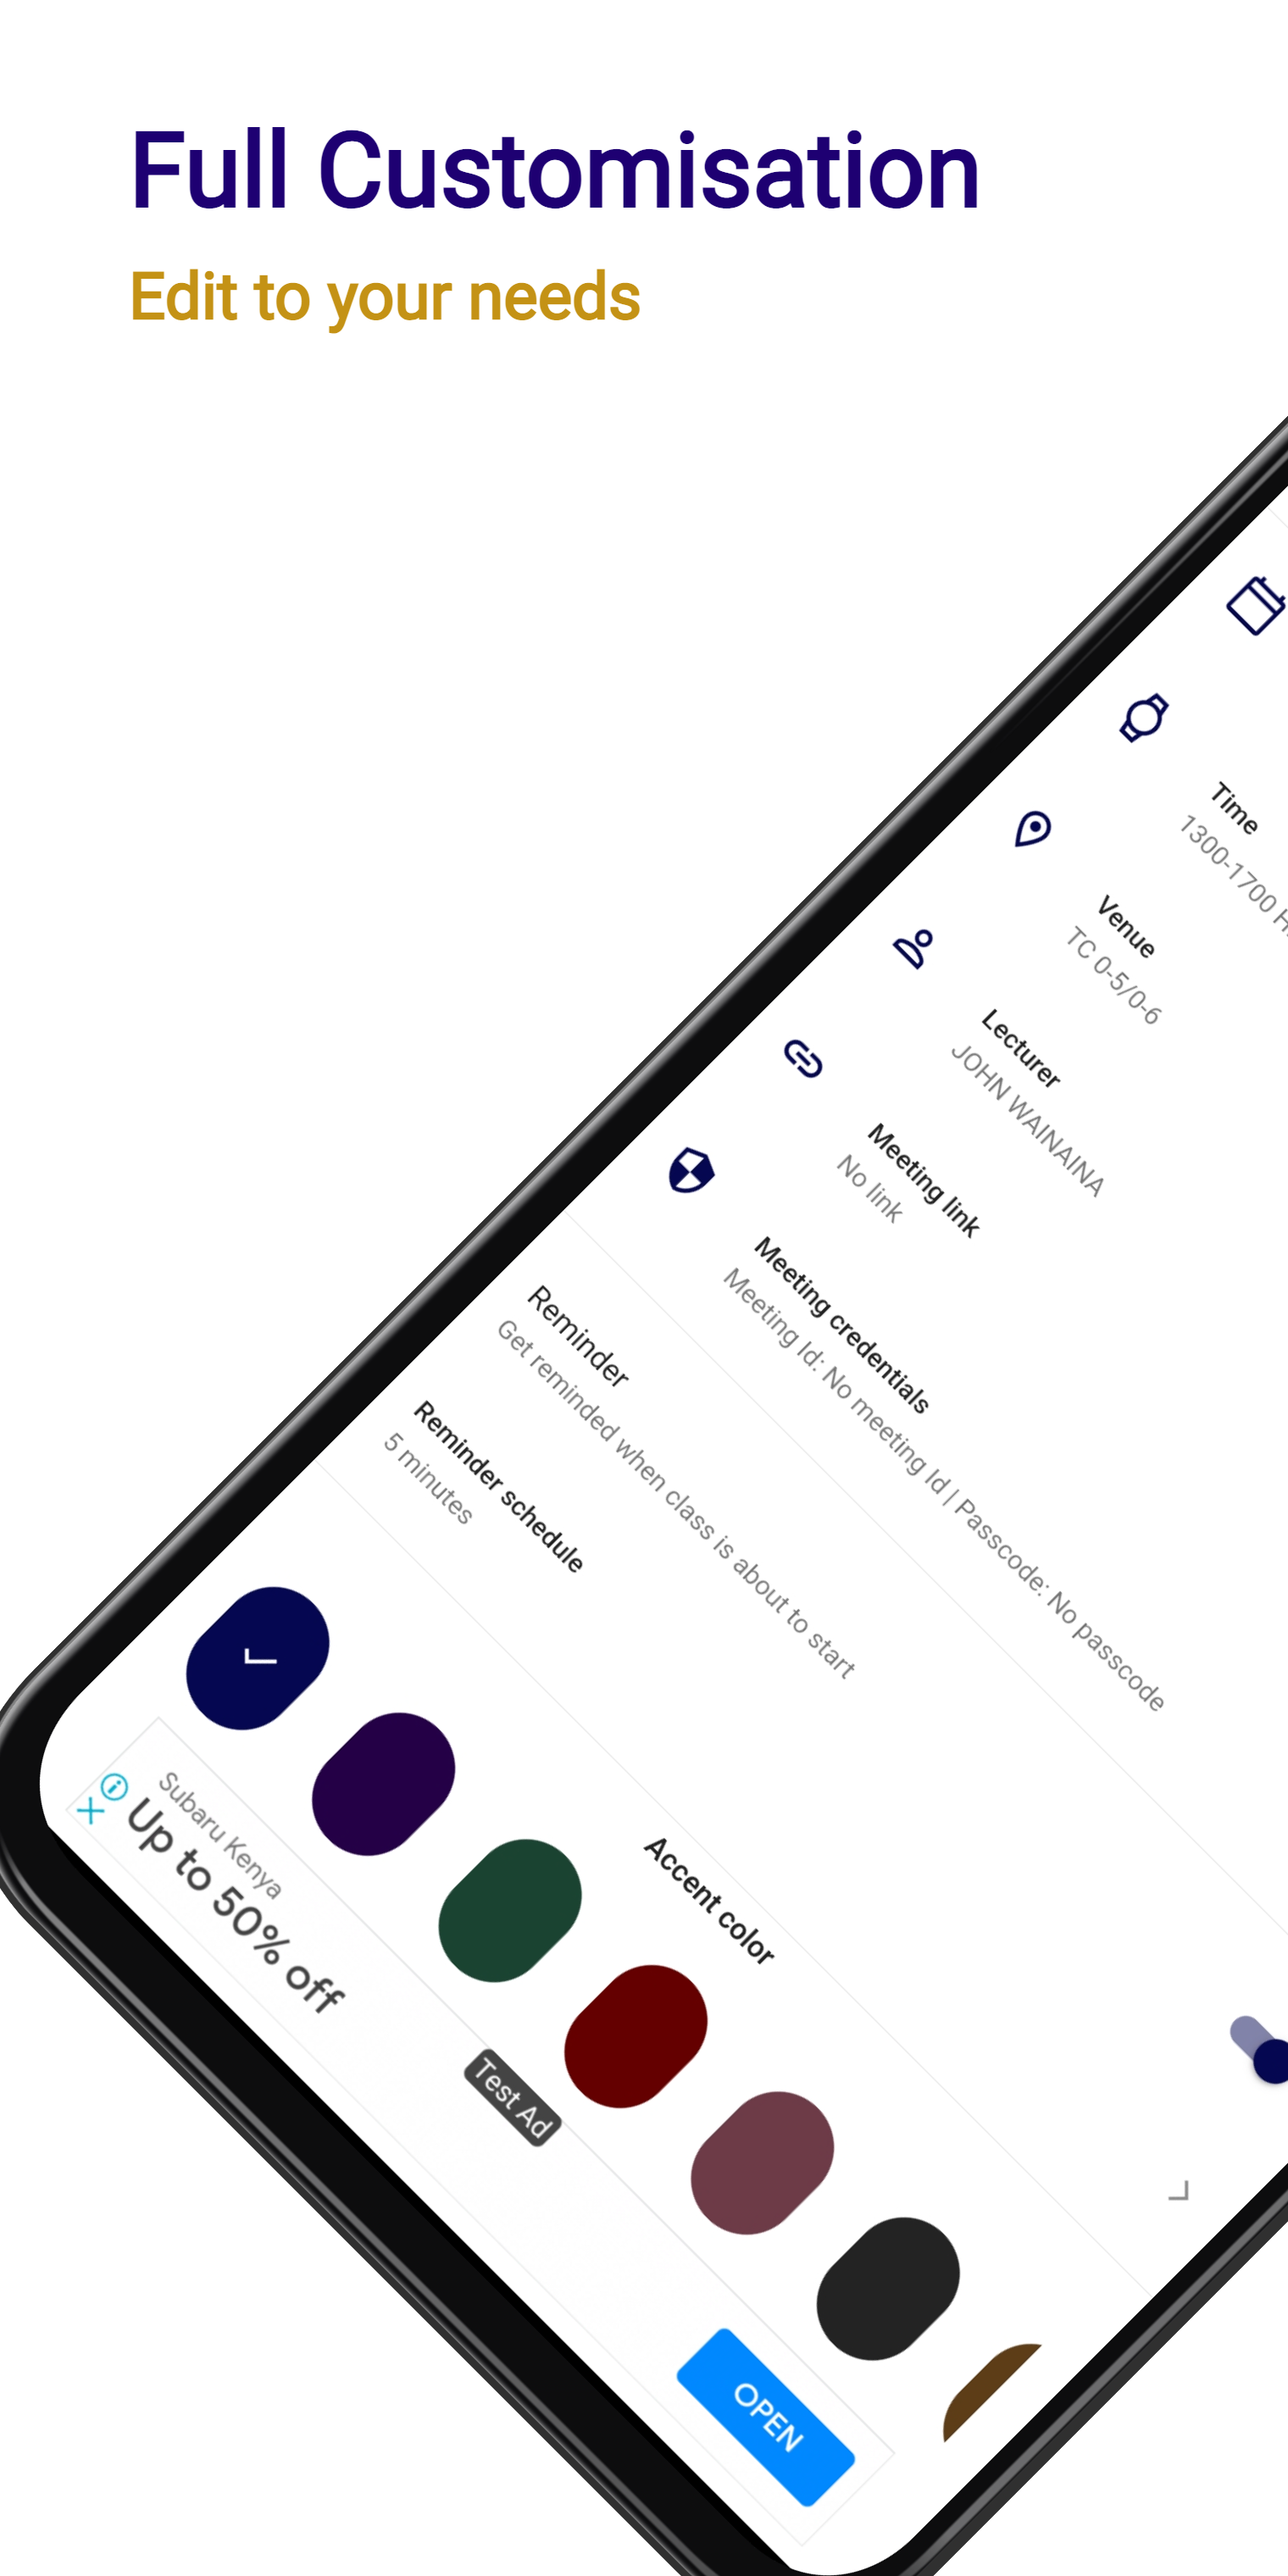 Full Customisation
Edit to your needs
Time
1300-1700
Venue
TC 0-5/0-6
Lecturer
JOHN WAINAINA
Meeting link
No link
Meeting credentials
Meeting Id: No meeting Id | Passcode: No passcode
Reminder
Get reminded when class is about to start
Reminder schedule
5 minutes
Accent color
Subaru Kenya
Up to 50% off
Test Ad
OPEN